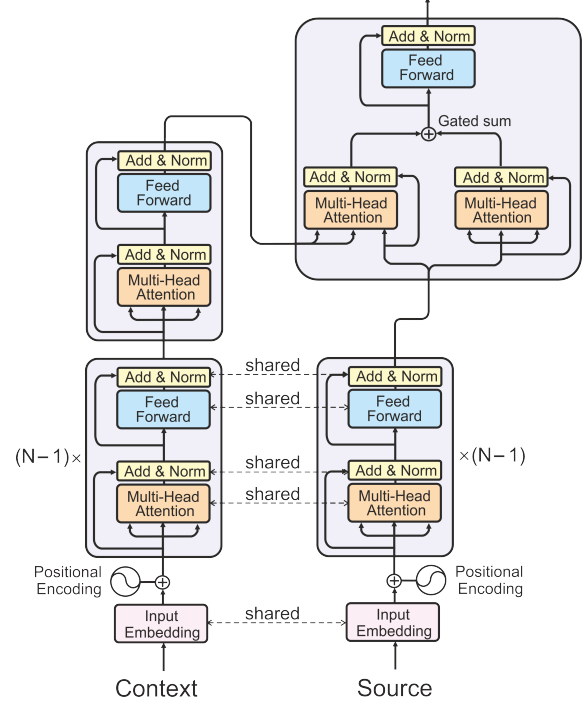 Add & Norm
Feed
Forward
Gated sum
Add & Norm
Multi-Head
Attention
Add & Norm
Multi-Head
Attention
Add & Norm
Feed
Forward
Add & Norm
Multi-Head
Attention
shared
Add & Norm
Add & Norm
Feed
Forward
shared
Feed
Forward
(N−1)×
×(N−1)
Add & Norm
shared
Add & Norm
Multi-Head
Attention
shared
Multi-Head
Attention
Positional
Encoding
Positional
Encoding
Input
Embedding
shared
Input
Embedding
Context
Source